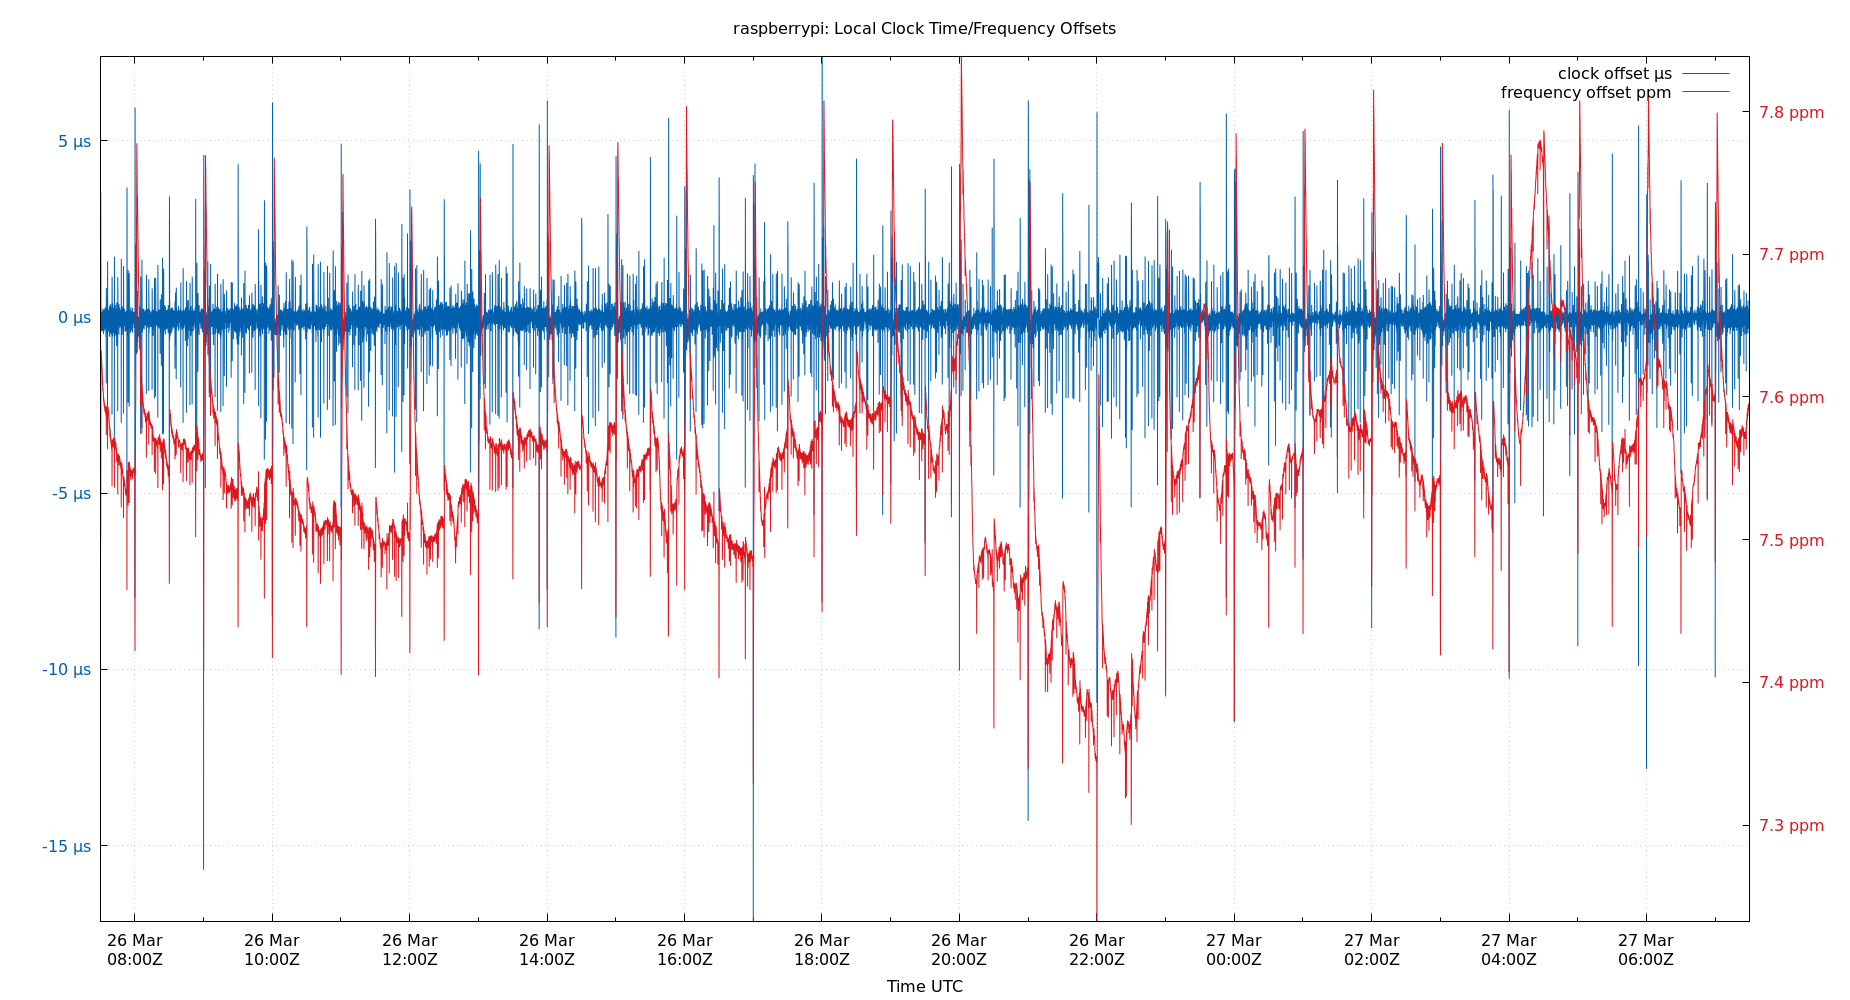 raspberrypi: Local Clock Time/Frequency Offsets
clock offset µs
frequency offset ppm
5 µs
0 µs
-5 µs
-10 µs
-15 µs
7.8 ppm
7.7 ppm
7.6 ppm
7.5 ppm
7.4 ppm
7.3 ppm
26 Mar 26 Mar 26 Mar 26 Mar 26 Mar 26 Mar 26 Mar 26 Mar 27 Mar 27 Mar 27 Mar 27 Mar
08:00Z 10:00Z 12:00Z 14:00Z 16:00Z 18:00Z 20:00Z 22:00Z 00:00Z 02:00Z 04:00Z 06:00Z
Time UTC